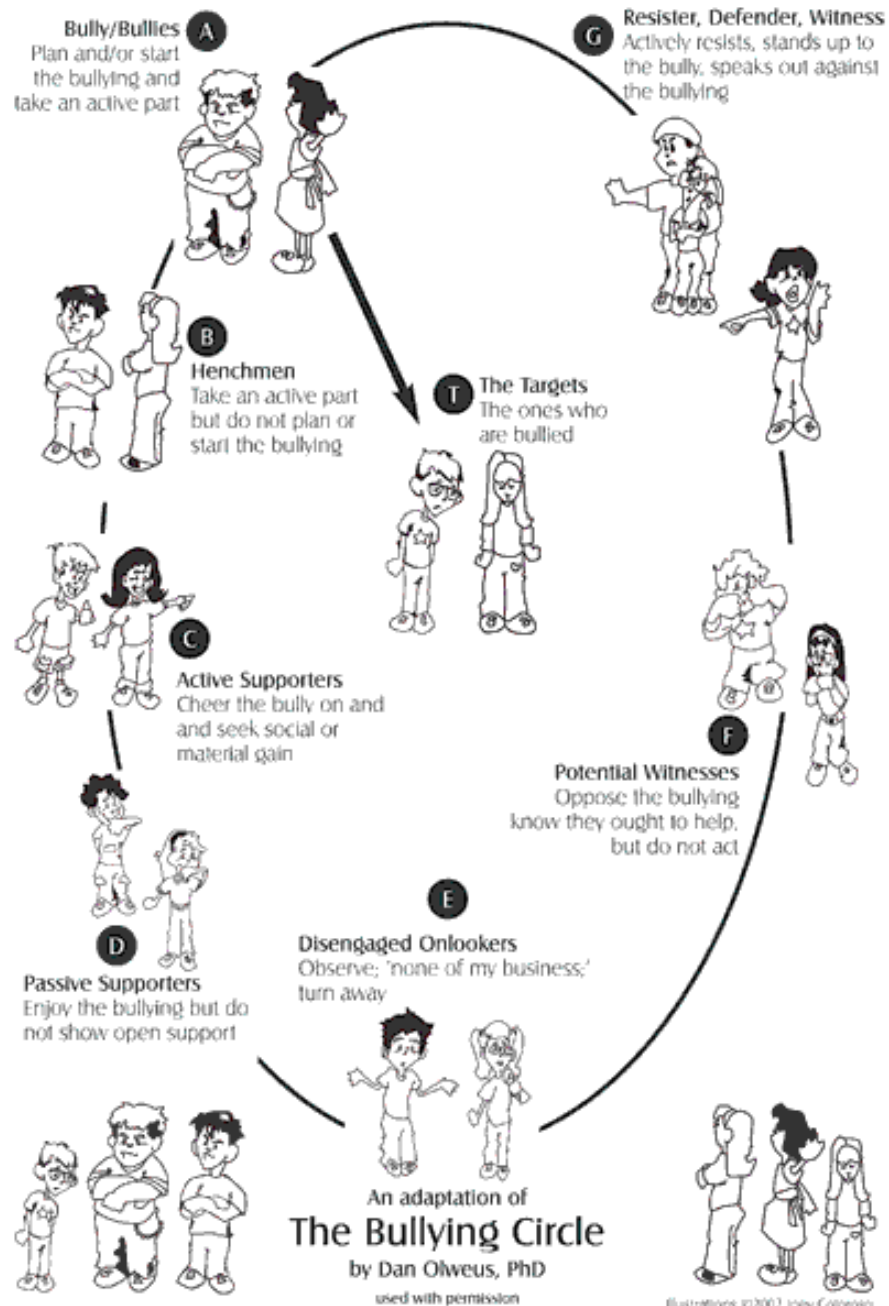 A
Bully/Bullies
Plan and/or start
the bullying and
take an active part
G
Resister, Defender, Witness
Actively resists, stands up to
the bully, speaks out against
the bullying
B
Henchmen
Take an active part
but do not plan or
start the bullying
T
The Targets
The ones who
are bullied
C
Active Supporters
Cheer the bully on and
and seek social or
material gain
F
Potential Witnesses
Oppose the bullying
know they ought to help,
but do not act
D
Passive Supporters
Enjoy the bullying but do
not show open support
E
Disengaged Onlookers
Observe; 'none of my business;'
turn away
An adaptation of
The Bullying Circle
by Dan Olweus, PhD
used with permission
Illustrations Joey Coloroso